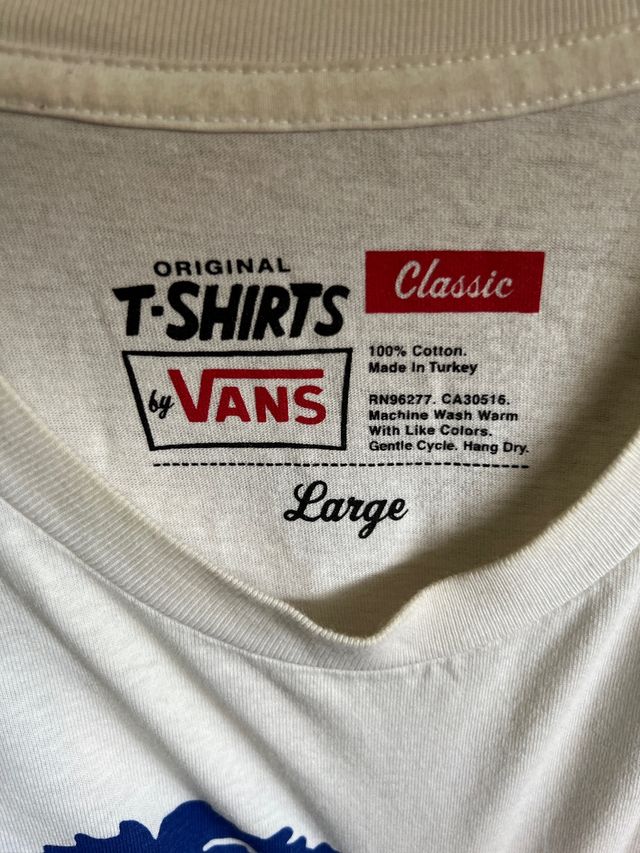 ORIGINAL
T-SHIRTS
by VANS
Classic
100% Cotton.
Made In Turkey
RN96277. CA30516.
Machine Wash Warm
With Like Colors.
Gentle Cycle. Hang Dry.
Large